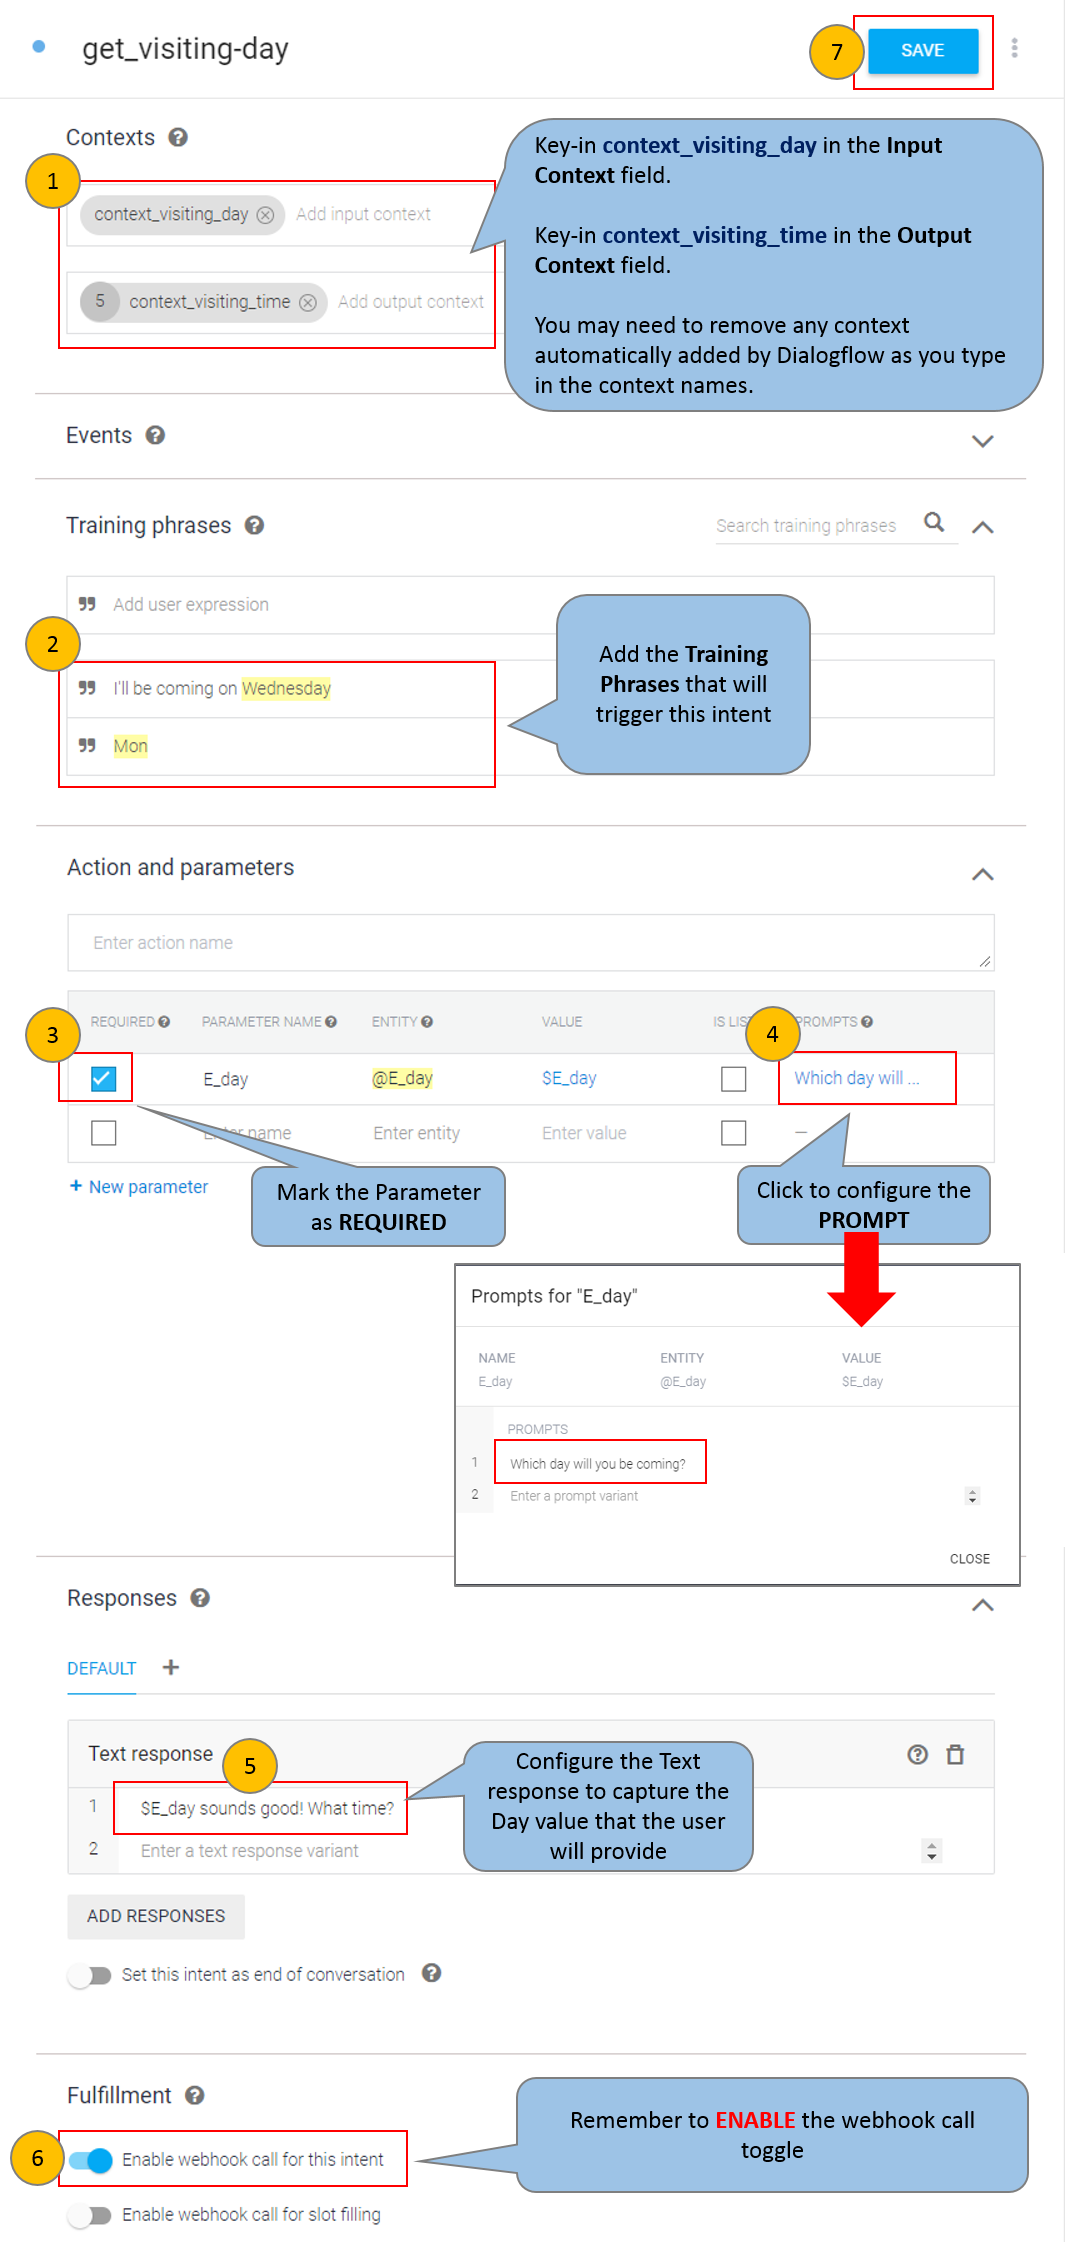 get_visiting-day
7
SAVE
Contexts
1
context_visiting_day Add input context
5 context_visiting_time Add output context
Key-in context_visiting_day in the Input
Context field.
Key-in context_visiting_time in the Output
Context field.
You may need to remove any context
automatically added by Dialogflow as you type
in the context names.
Events
Training phrases
Search training phrases
Add user expression
2
I'll be coming on Wednesday
Mon
Add the Training
Phrases that will
trigger this intent
Action and parameters
Enter action name
3
4
REQUIRED PARAMETER NAME ENTITY VALUE IS LIST PROMPTS
E_day @E_day $E_day Which day will ...
Enter name Enter entity Enter value –
+ New parameter
Mark the Parameter
as REQUIRED
Click to configure the
PROMPT
Prompts for "E_day"
NAME ENTITY VALUE
E_day @E_day $E_day
PROMPTS
1 Which day will you be coming?
2 Enter a prompt variant
CLOSE
Responses
DEFAULT +
Text response
5
1 $E_day sounds good! What time?
2 Enter a text response variant
Configure the Text
response to capture the
Day value that the user
will provide
ADD RESPONSES
Set this intent as end of conversation
Fulfillment
6
Enable webhook call for this intent
Enable webhook call for slot filling
Remember to ENABLE the webhook call
toggle